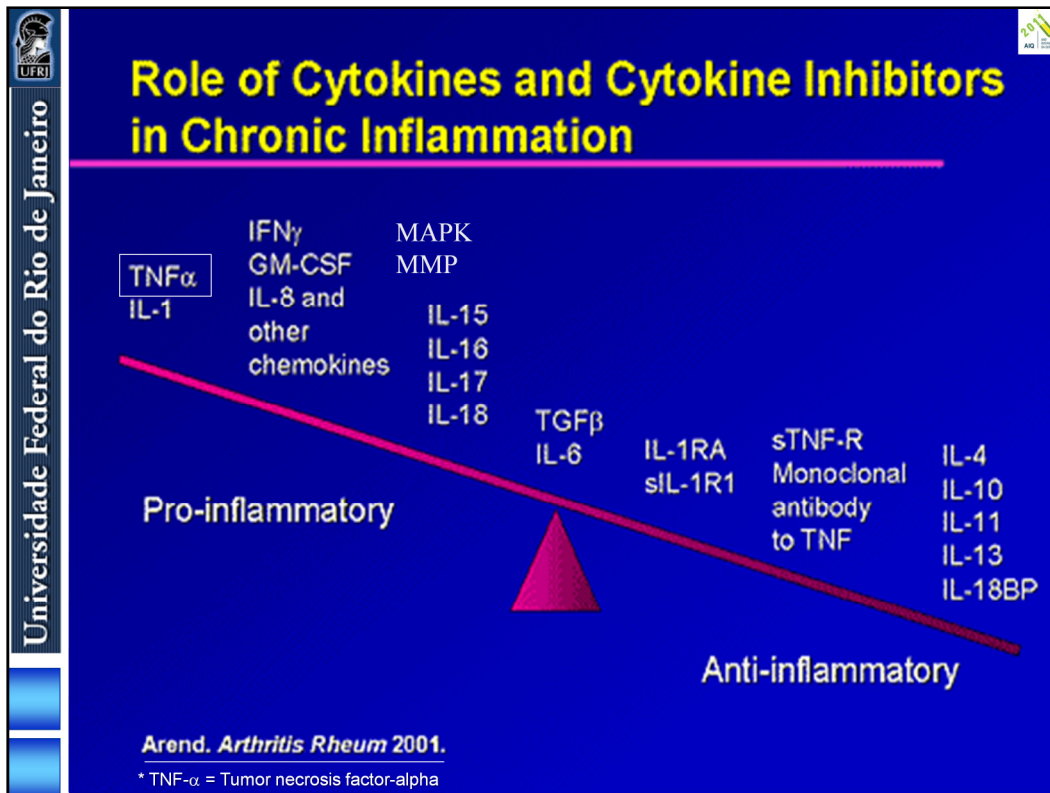 UFRJ
Universidade Federal do Rio de Janeiro
2011
AIQ
Role of Cytokines and Cytokine Inhibitors
in Chronic Inflammation
TNFα
IL-1
IFNγ
GM-CSF
IL-8 and
other
chemokines
MAPK
MMP
IL-15
IL-16
IL-17
IL-18
TGFβ
IL-6
IL-1RA
sIL-1R1
sTNF-R
Monoclonal
antibody
to TNF
IL-4
IL-10
IL-11
IL-13
IL-18BP
Pro-inflammatory
Anti-inflammatory
Arend. Arthritis Rheum 2001.
* TNF-α = Tumor necrosis factor-alpha